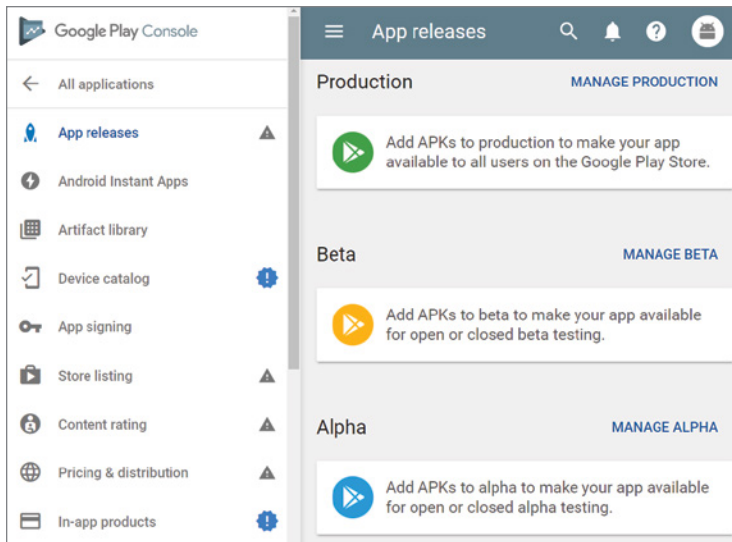 Google Play Console
All applications
App releases
Android Instant Apps
Artifact library
Device catalog
App signing
Store listing
Content rating
Pricing & distribution
In-app products
App releases
Production
MANAGE PRODUCTION
Add APKs to production to make your app
available to all users on the Google Play Store.
Beta
MANAGE BETA
Add APKs to beta to make your app available
for open or closed beta testing.
Alpha
MANAGE ALPHA
Add APKs to alpha to make your app available
for open or closed alpha testing.